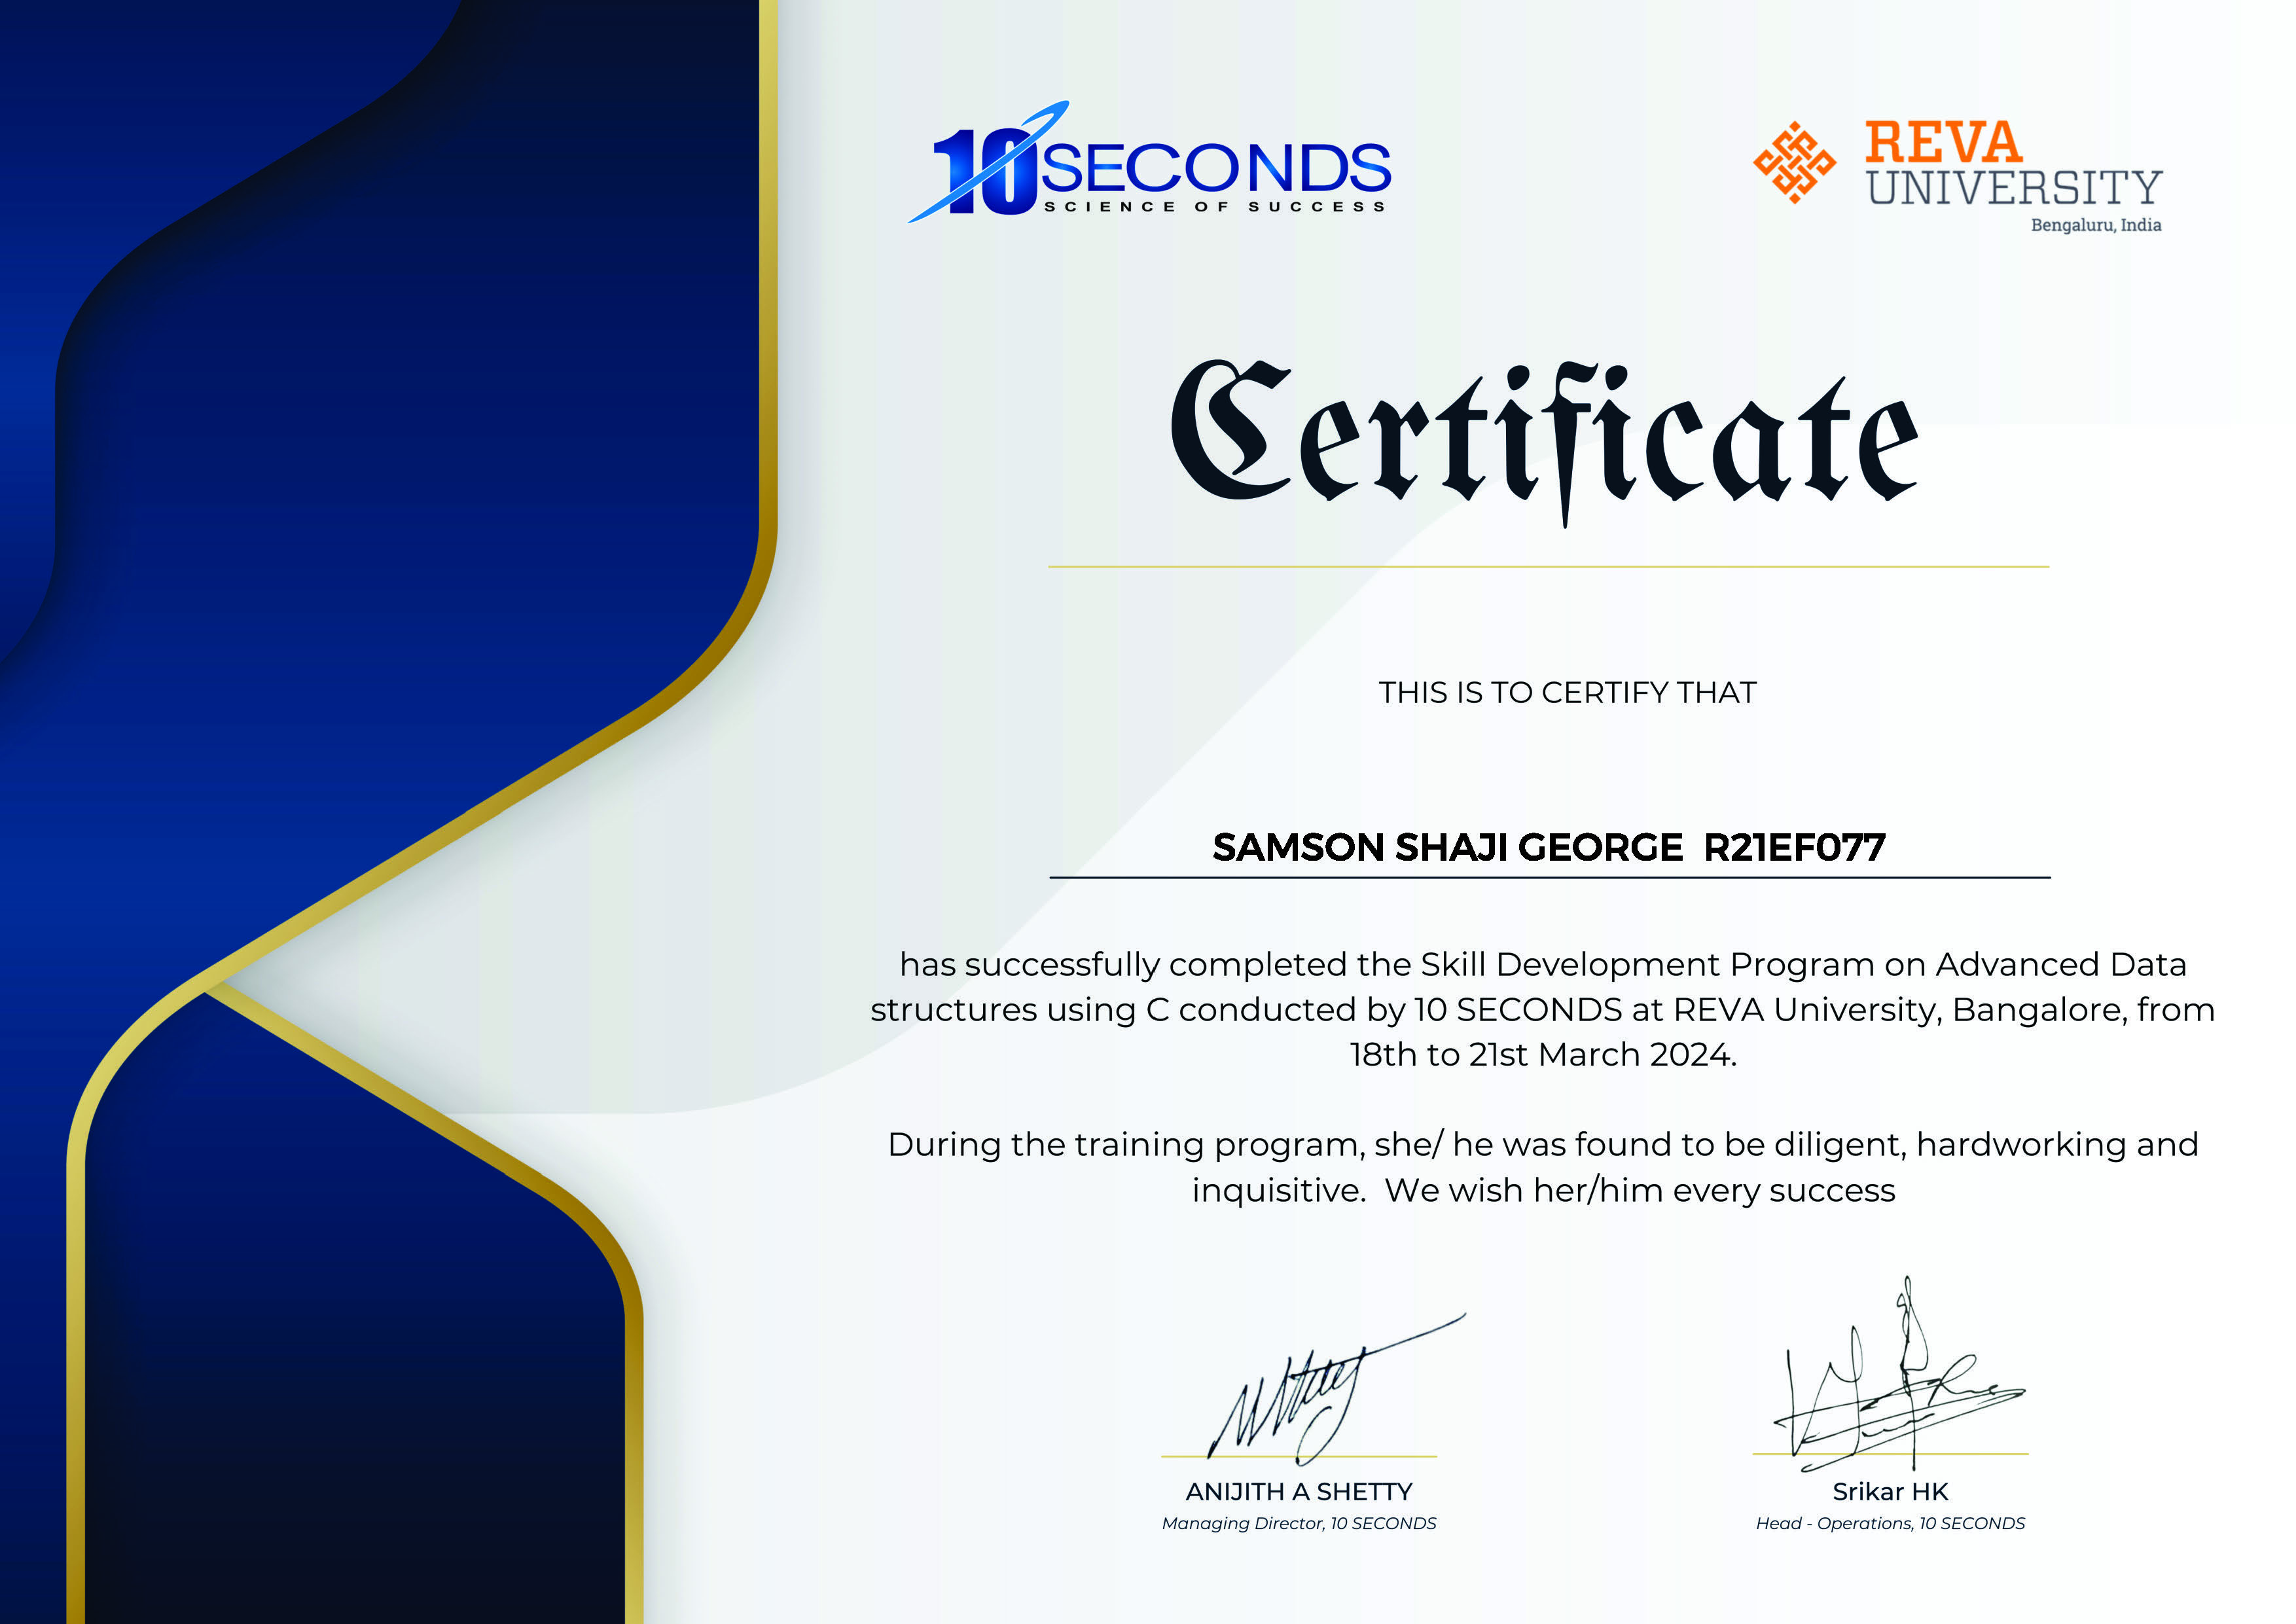 10 SECONDS
SCIENCE OF SUCCESS
REVA
UNIVERSITY
Bengaluru, India
Certificate
THIS IS TO CERTIFY THAT
SAMSON SHAJI GEORGE R21EF077
has successfully completed the Skill Development Program on Advanced Data
structures using C conducted by 10 SECONDS at REVA University, Bangalore, from
18th to 21st March 2024.
During the training program, she/ he was found to be diligent, hardworking and
inquisitive. We wish her/him every success
ANIJITH A SHETTY
Managing Director, 10 SECONDS
Srikar HK
Head - Operations, 10 SECONDS